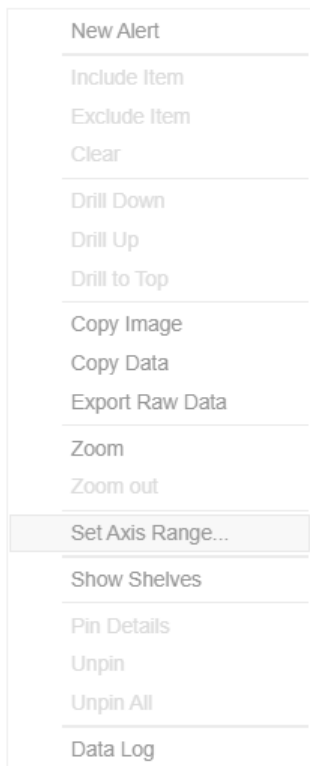 New Alert
Include Item
Exclude Item
Clear
Drill Down
Drill Up
Drill to Top
Copy Image
Copy Data
Export Raw Data
Zoom
Zoom out
Set Axis Range...
Show Shelves
Pin Details
Unpin
Unpin All
Data Log